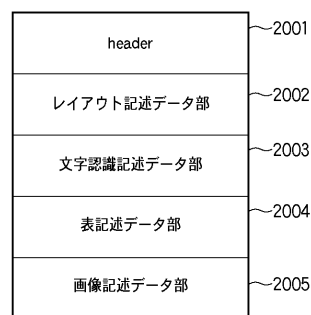 header 2001
レイアウト記述データ部 2002
文字認識記述データ部 2003
表記述データ部 2004
画像記述データ部 2005